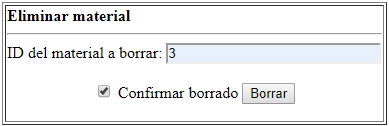 Eliminar material
ID del material a borrar: 3
Confirmar borrado Borrar